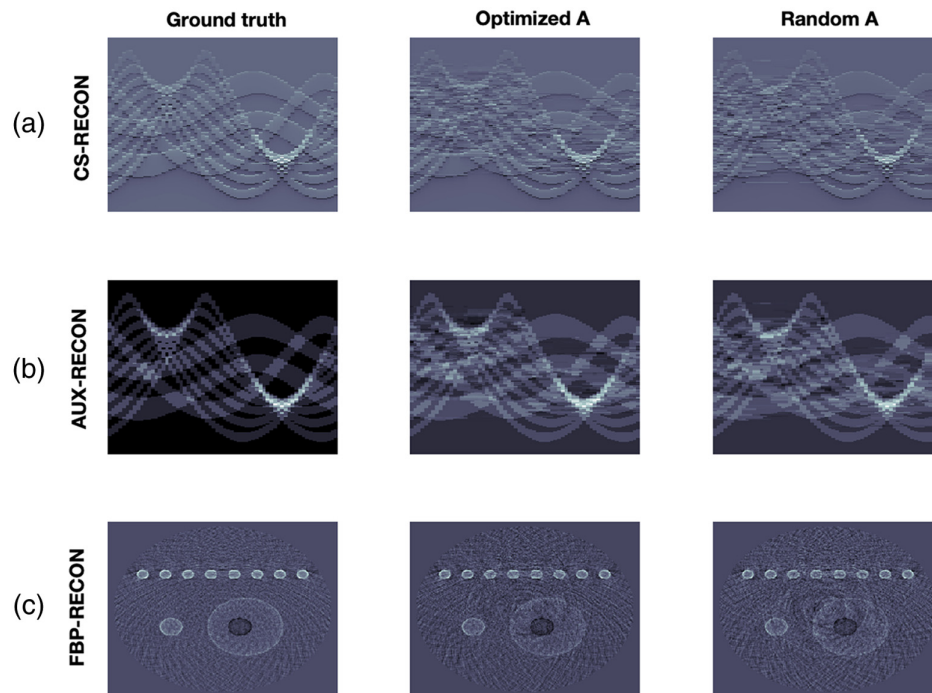 Ground truth
Optimized A
Random A
(a)
CS-RECON
(b)
AUX-RECON
(c)
FBP-RECON